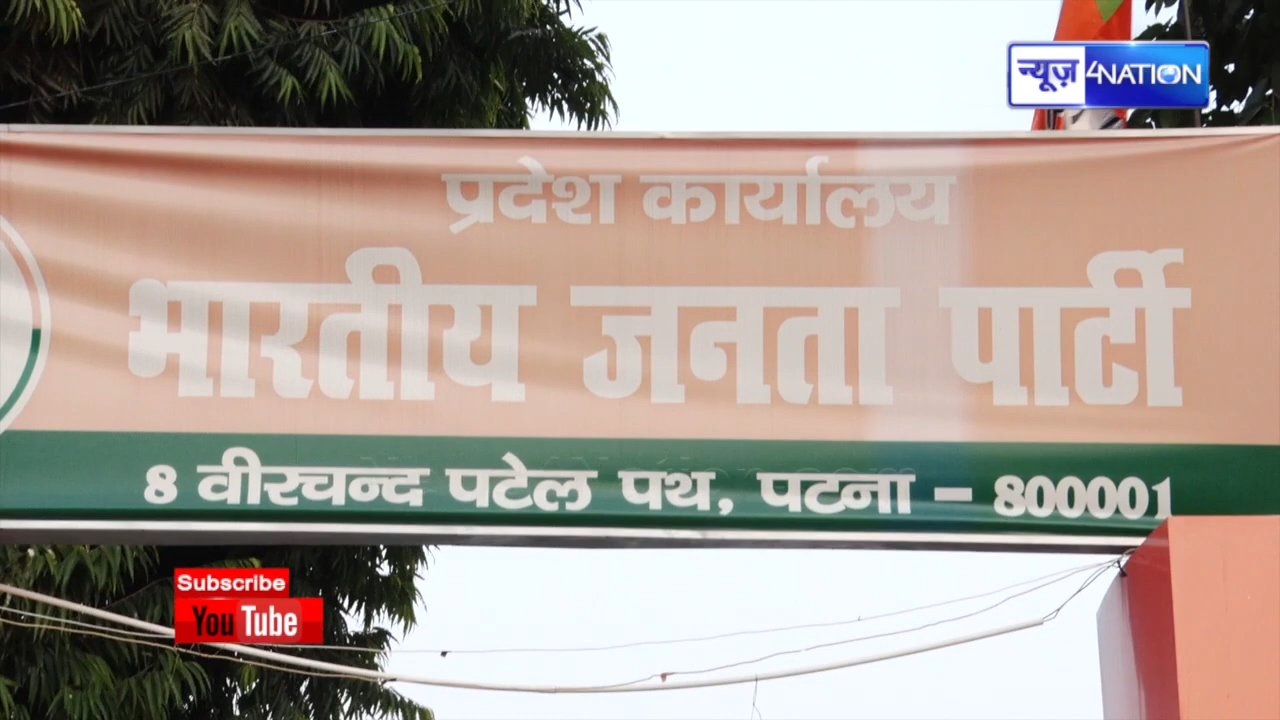 न्यूज़ 4NATION
प्रदेश कार्यालय
भारतीय जनता पार्टी
8 वीरचन्द पटेल पथ, पटना - 800001
Subscribe
YouTube